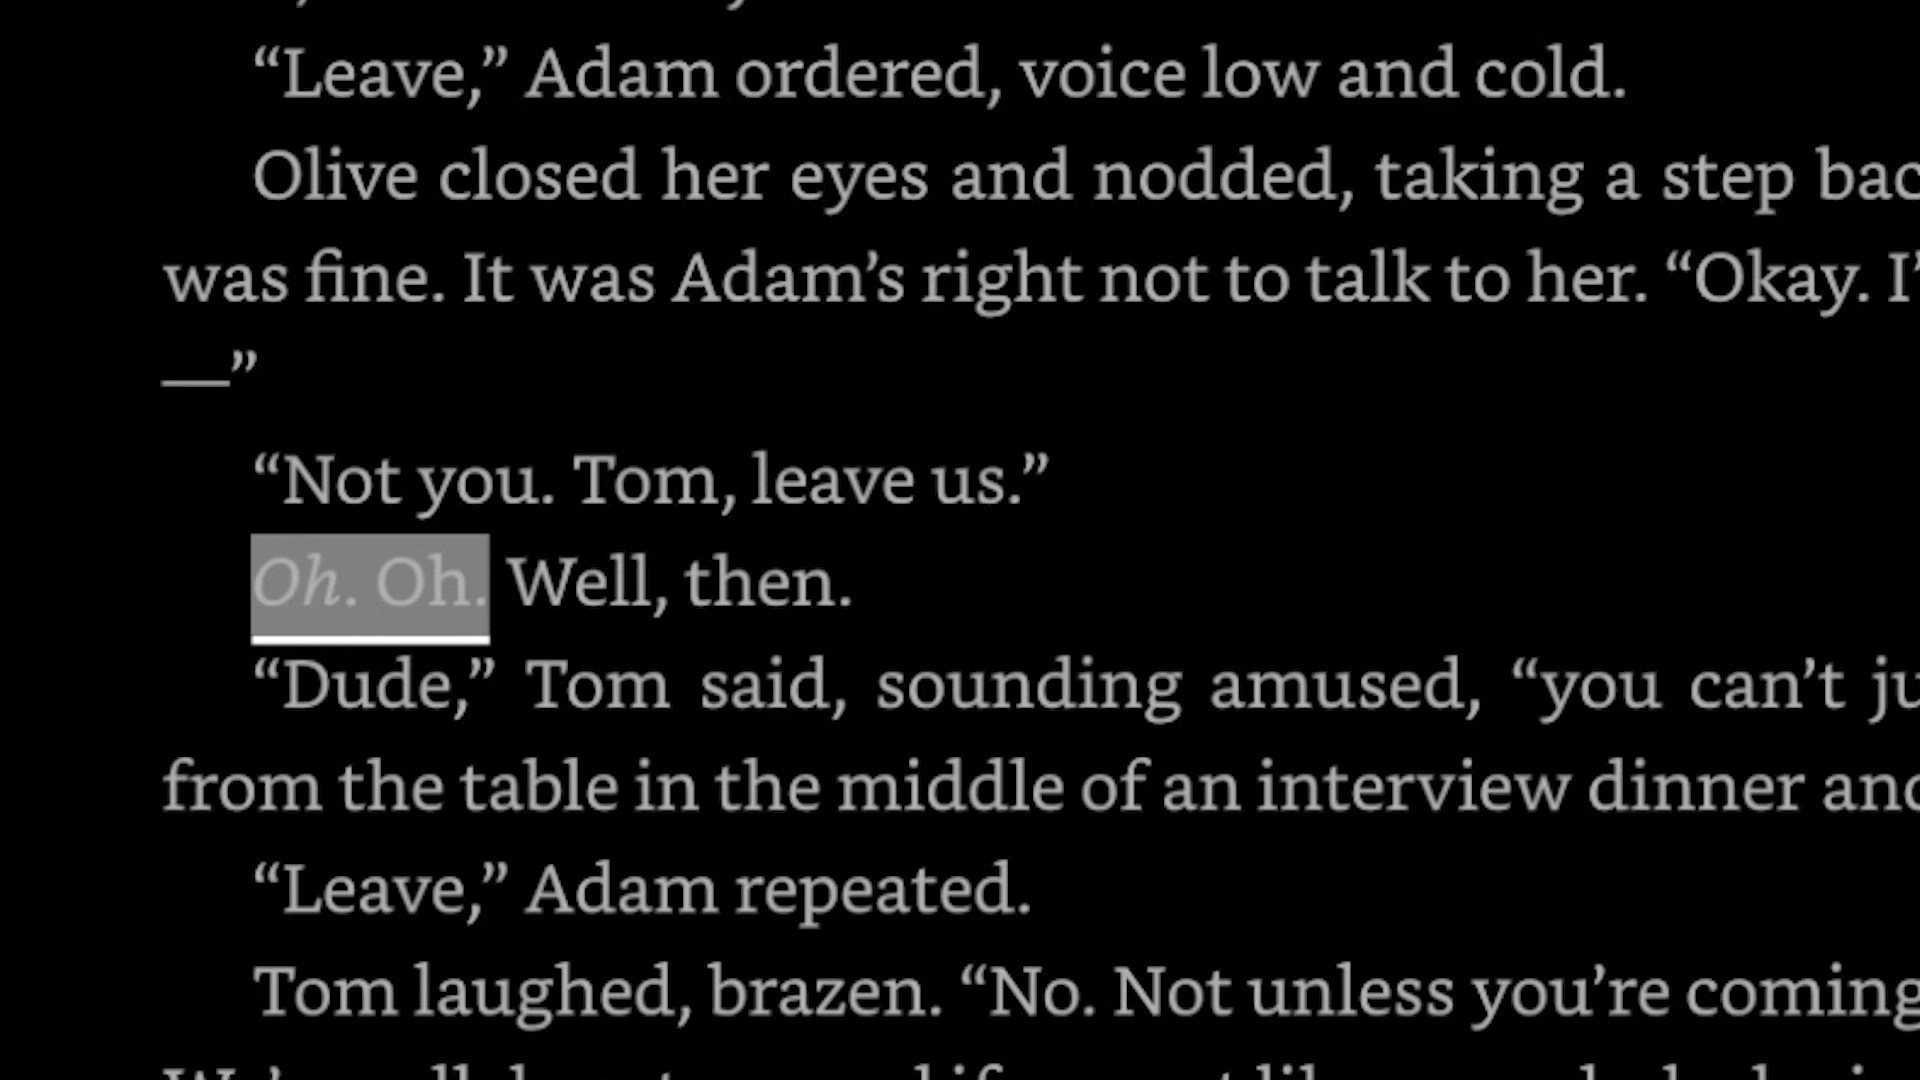 “Leave,” Adam ordered, voice low and cold.
Olive closed her eyes and nodded, taking a step
was fine. It was Adam’s right not to talk to her. “Okay.
—”
“Not you. Tom, leave us.”
Oh. Oh. Well, then.
“Dude,” Tom said, sounding amused, “you can’t
from the table in the middle of an interview dinner
“Leave,” Adam repeated.
Tom laughed, brazen. “No. Not unless you’re coming